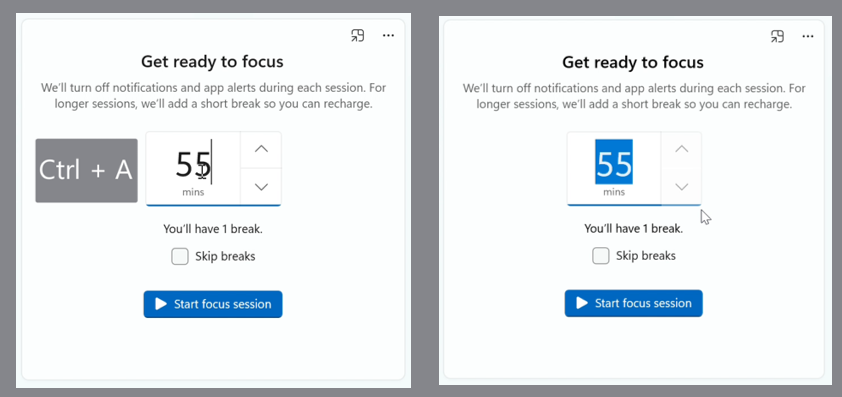 Get ready to focus
We'll turn off notifications and app alerts during each session. For
longer sessions, we'll add a short break so you can recharge.
Ctrl + A
55
mins
You'll have 1 break.
Skip breaks
Start focus session
Get ready to focus
We'll turn off notifications and app alerts during each session. For
longer sessions, we'll add a short break so you can recharge.
55
mins
You'll have 1 break.
Skip breaks
Start focus session